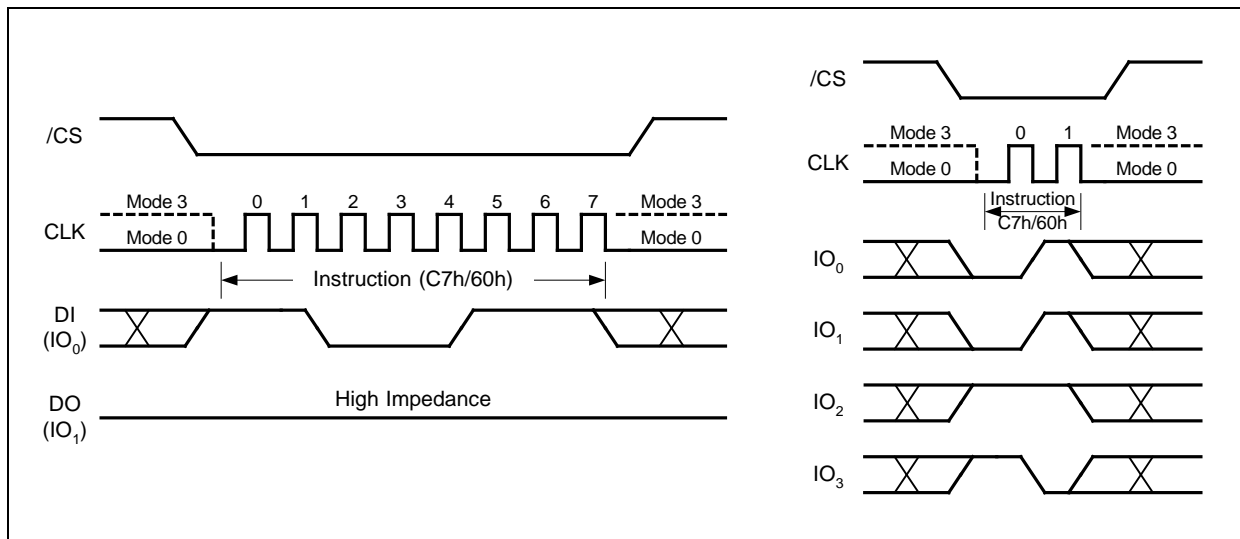 /CS
Mode 3 0 1 2 3 4 5 6 7 Mode 3
CLK Mode 0 Mode 0
Instruction (C7h/60h)
DI
(IO0)
High Impedance
DO
(IO1)
/CS
Mode 3 0 1 Mode 3
CLK Mode 0 Mode 0
Instruction
C7h/60h
IO0
IO1
IO2
IO3